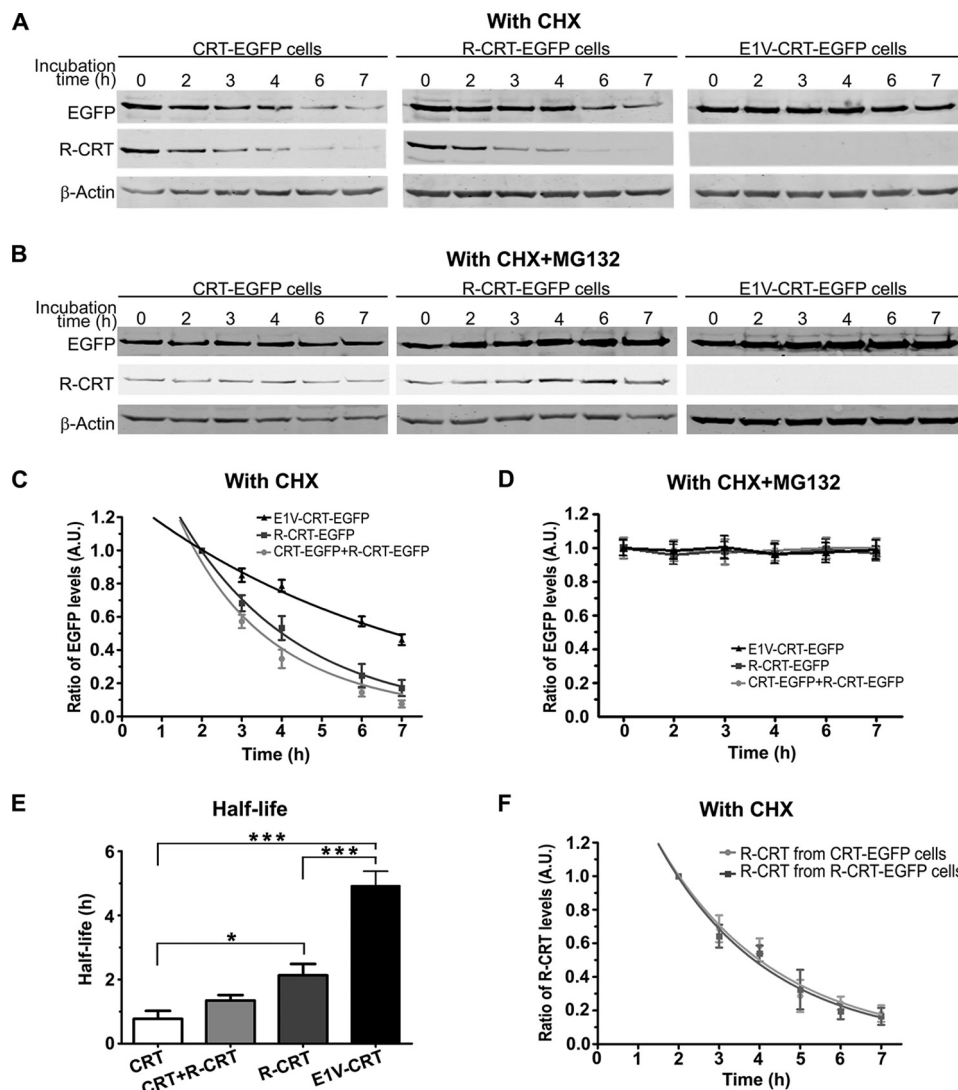 A
With CHX
CRT-EGFP cells R-CRT-EGFP cells E1V-CRT-EGFP cells
Incubation
time (h) 0 2 3 4 6 7 0 2 3 4 6 7 0 2 3 4 6 7
EGFP
R-CRT
β-Actin
B
With CHX+MG132
CRT-EGFP cells R-CRT-EGFP cells E1V-CRT-EGFP cells
Incubation
time (h) 0 2 3 4 6 7 0 2 3 4 6 7 0 2 3 4 6 7
EGFP
R-CRT
β-Actin
C
With CHX
Ratio of EGFP levels (A.U.)
1.2
1.0
0.8
0.6
0.4
0.2
0.0
E1V-CRT-EGFP
R-CRT-EGFP
CRT-EGFP+R-CRT-EGFP
0 1 2 3 4 5 6 7
Time (h)
D
With CHX+MG132
Ratio of EGFP levels (A.U.)
1.2
1.0
0.8
0.6
0.4
0.2
0.0
E1V-CRT-EGFP
R-CRT-EGFP
CRT-EGFP+R-CRT-EGFP
0 2 3 4 6 7
Time (h)
E
Half-life
Half-life (h)
6
4
2
0
***
***
*
CRT
CRT+R-CRT
R-CRT
E1V-CRT
F
With CHX
Ratio of R-CRT levels (A.U.)
1.2
1.0
0.8
0.6
0.4
0.2
0.0
R-CRT from CRT-EGFP cells
R-CRT from R-CRT-EGFP cells
0 1 2 3 4 5 6 7
Time (h)